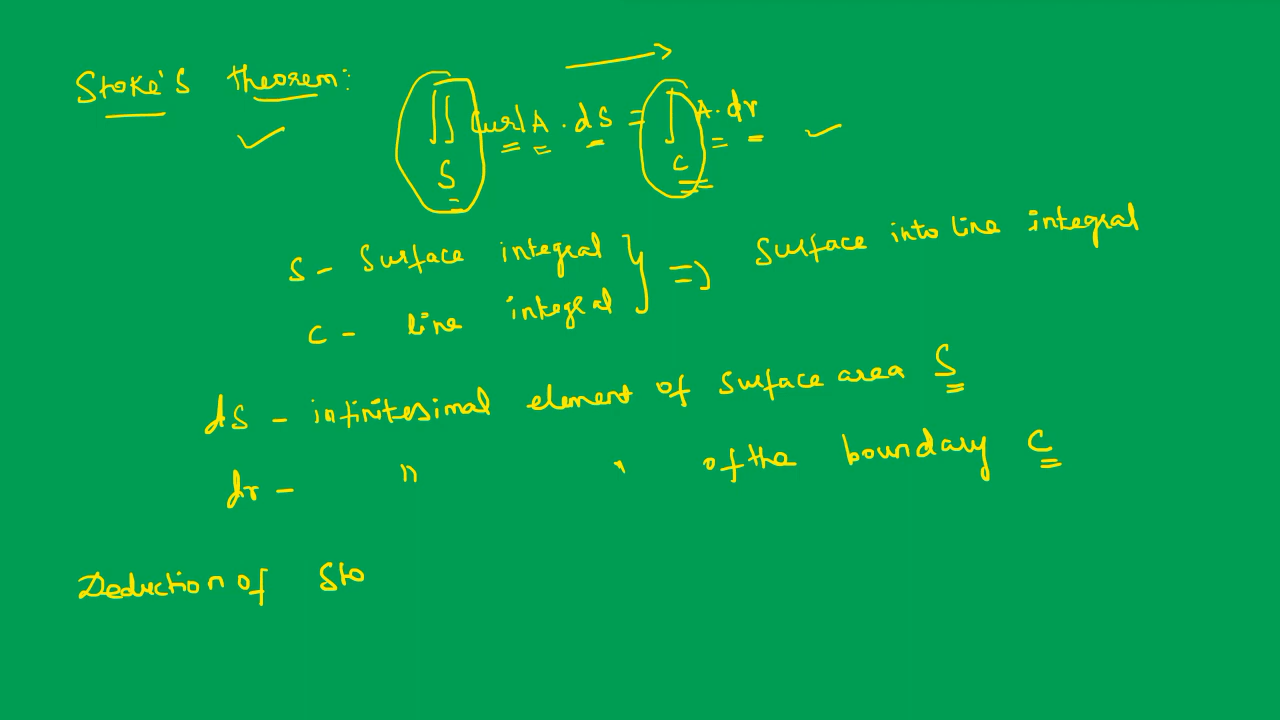 Stoke's theorem: ∬ Curl A . dS = ∫ A . dr
S C
S - Surface integral } => Surface into line integral
C - line integral
dS - infinitesimal element of surface area S
dr - " " of the boundary C
Deduction of Sto